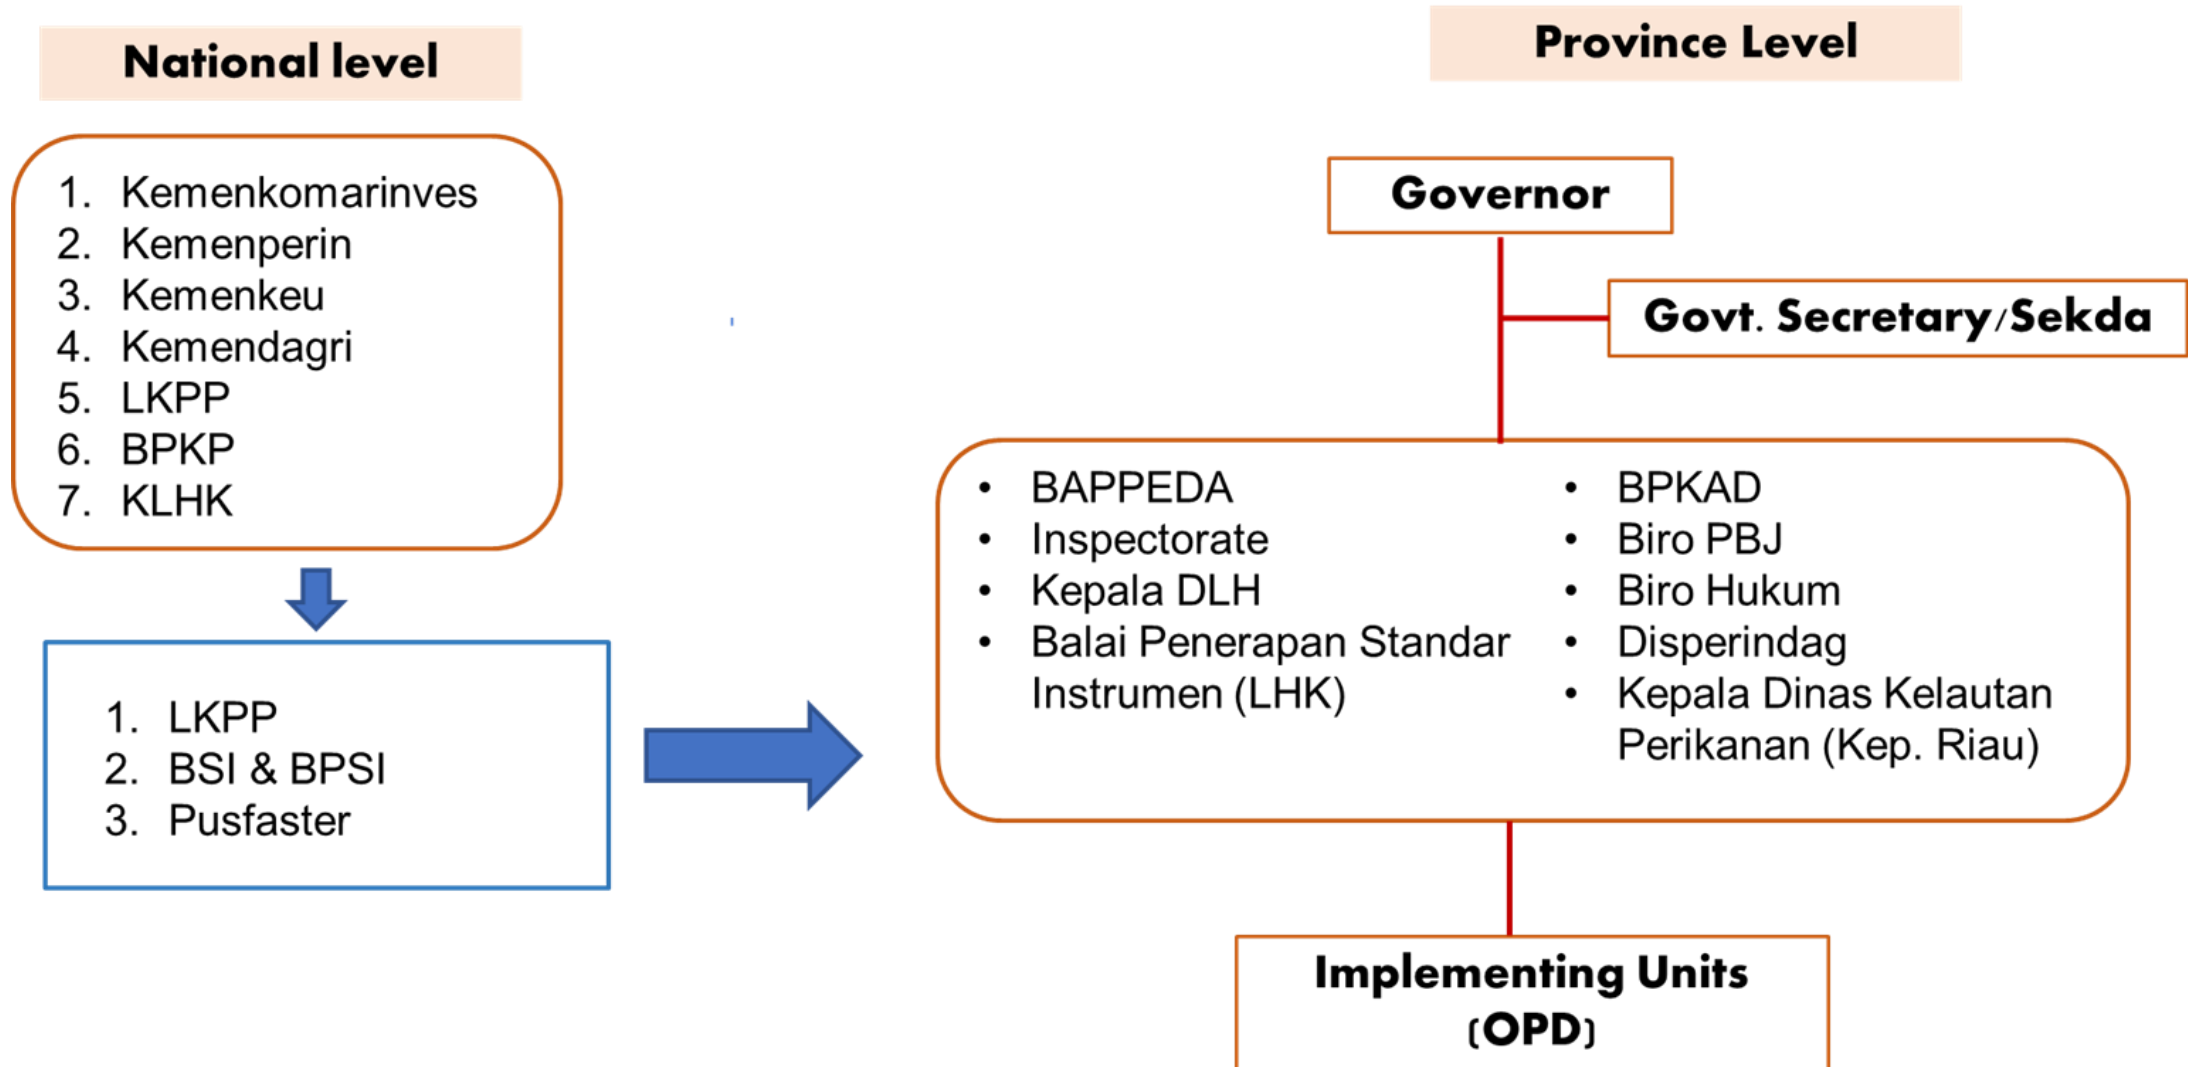 National level
1. Kemenkomarinves
2. Kemenperin
3. Kemenkeu
4. Kemendagri
5. LKPP
6. BPKP
7. KLHK
1. LKPP
2. BSI & BPSI
3. Pusfaster
Province Level
Governor
Govt. Secretary/Sekda
• BAPPEDA
• Inspectorate
• Kepala DLH
• Balai Penerapan Standar
Instrumen (LHK)
• BPKAD
• Biro PBJ
• Biro Hukum
• Disperindag
• Kepala Dinas Kelautan
Perikanan (Kep. Riau)
Implementing Units
(OPD)